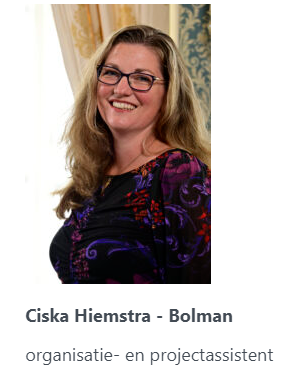 Ciska Hiemstra - Bolman
organisatie- en projectassistent